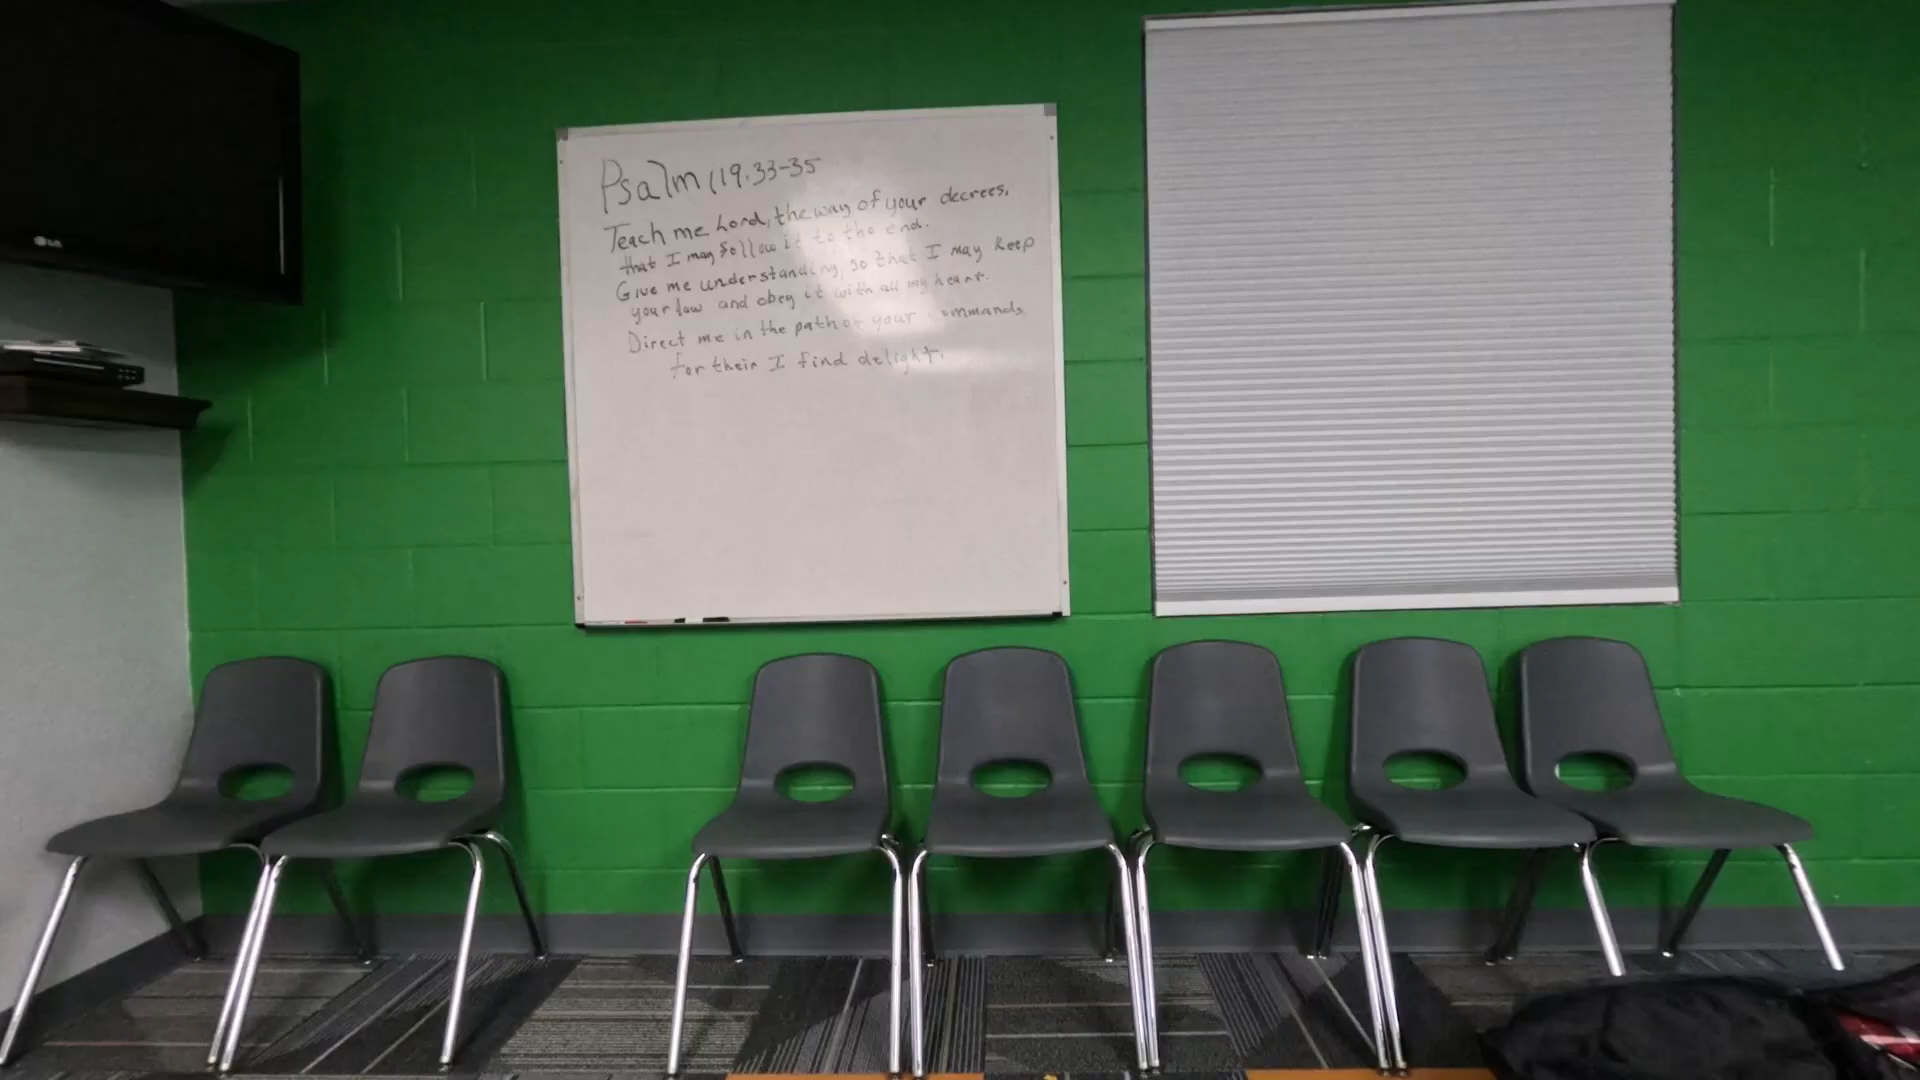 LG
Psalm 119:33-35
Teach me Lord, the way of your decrees.
that I may follow it to the end.
Give me understanding, so that I may keep
your law and obey it with all my heart.
Direct me in the path of your commands
for their I find delight.